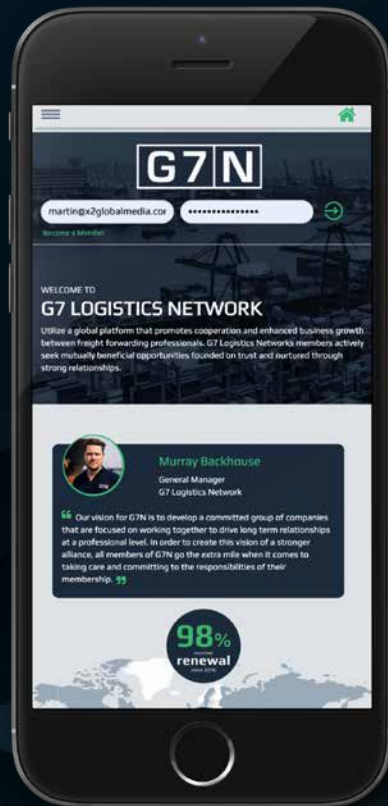 G7N
martin@x2globalmedia.cor
Become a Member
WELCOME TO
G7 LOGISTICS NETWORK
Utilize a global platform that promotes cooperation and enhanced business growth
between freight forwarding professionals. G7 Logistics Networks members actively
seek mutually beneficial opportunities founded on trust and nurtured through
strong relationships.
Murray Backhouse
General Manager
G7 Logistics Network
“ Our vision for G7N is to develop a committed group of companies
that are focused on working together to drive long term relationships
at a professional level. In order to create this vision of a stronger
alliance, all members of G7N go the extra mile when it comes to
taking care and committing to the responsibilities of their
membership. ”
98%
renewal